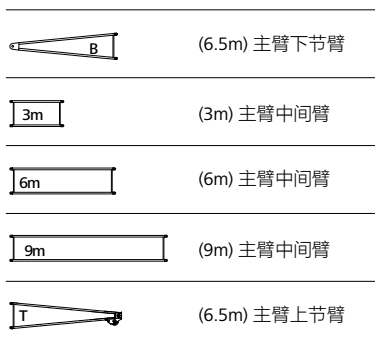 B (6.5m) 主臂下节臂
3m (3m) 主臂中间臂
6m (6m) 主臂中间臂
9m (9m) 主臂中间臂
T (6.5m) 主臂上节臂